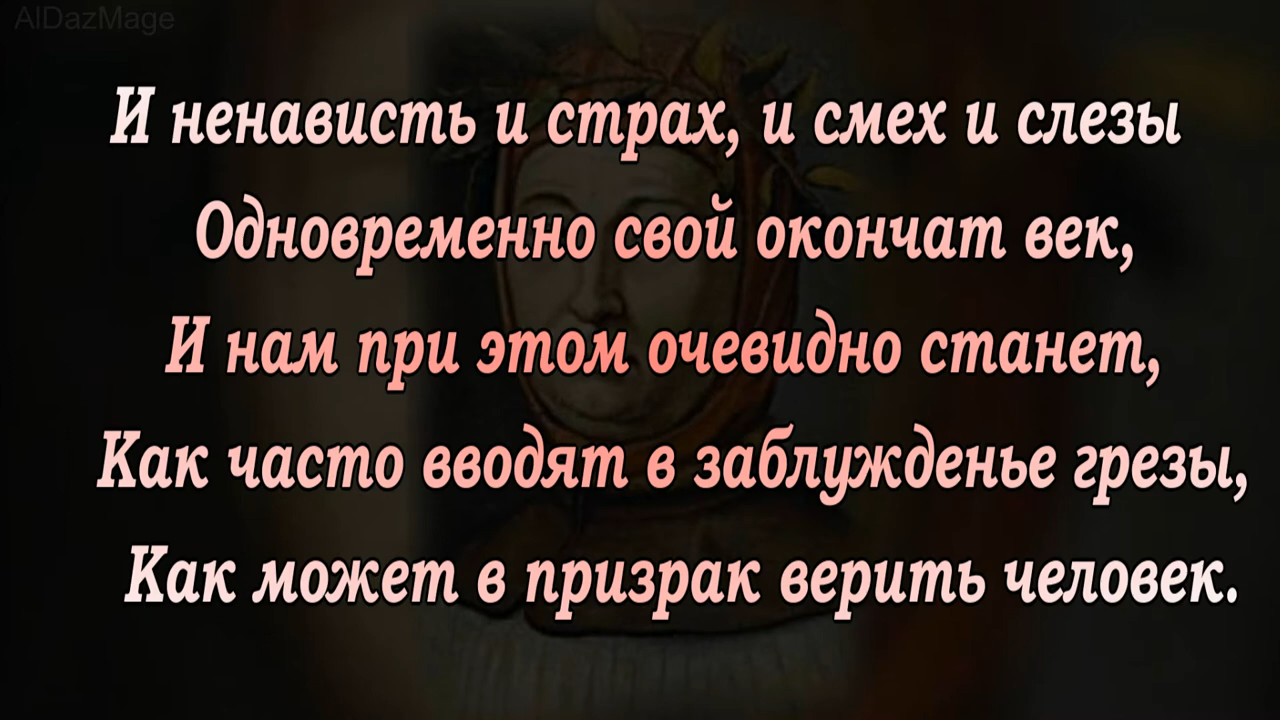 AlDazMage
И ненависть и страх, и смех и слезы
Одновременно свой окончат век,
И нам при этом очевидно станет,
Как часто вводят в заблужденье грезы,
Как может в призрак верить человек.